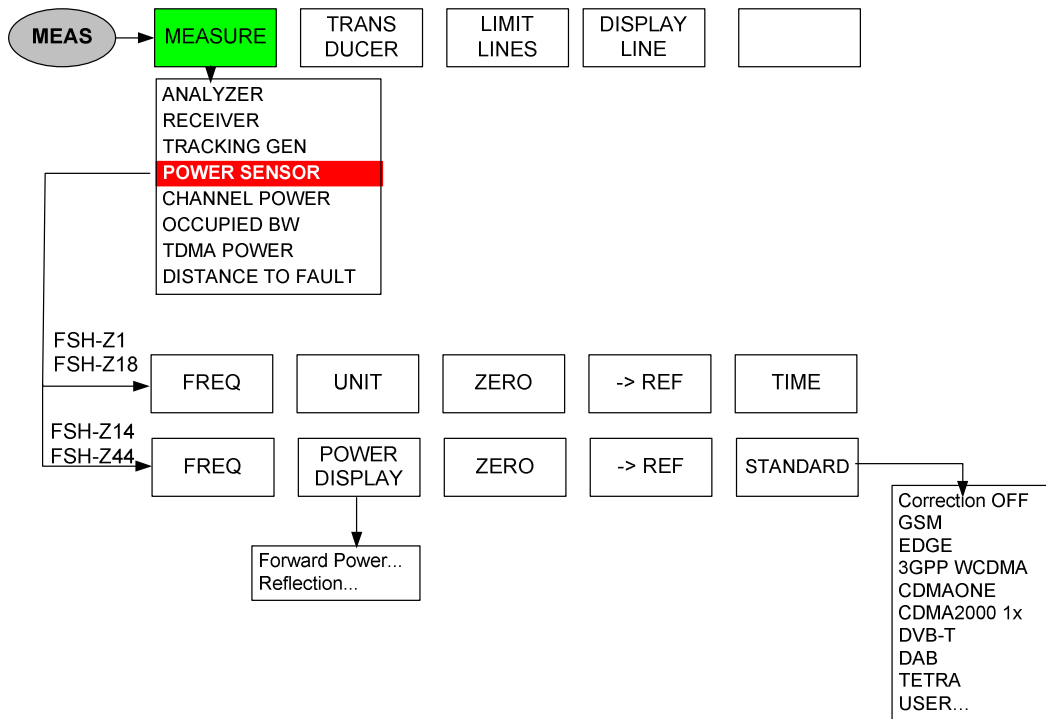 MEAS
MEASURE
TRANS
DUCER
LIMIT
LINES
DISPLAY
LINE
ANALYZER
RECEIVER
TRACKING GEN
POWER SENSOR
CHANNEL POWER
OCCUPIED BW
TDMA POWER
DISTANCE TO FAULT
FSH-Z1
FSH-Z18
FREQ
UNIT
ZERO
-> REF
TIME
FSH-Z14
FSH-Z44
FREQ
POWER
DISPLAY
ZERO
-> REF
STANDARD
Forward Power...
Reflection...
Correction OFF
GSM
EDGE
3GPP WCDMA
CDMAONE
CDMA2000 1x
DVB-T
DAB
TETRA
USER...